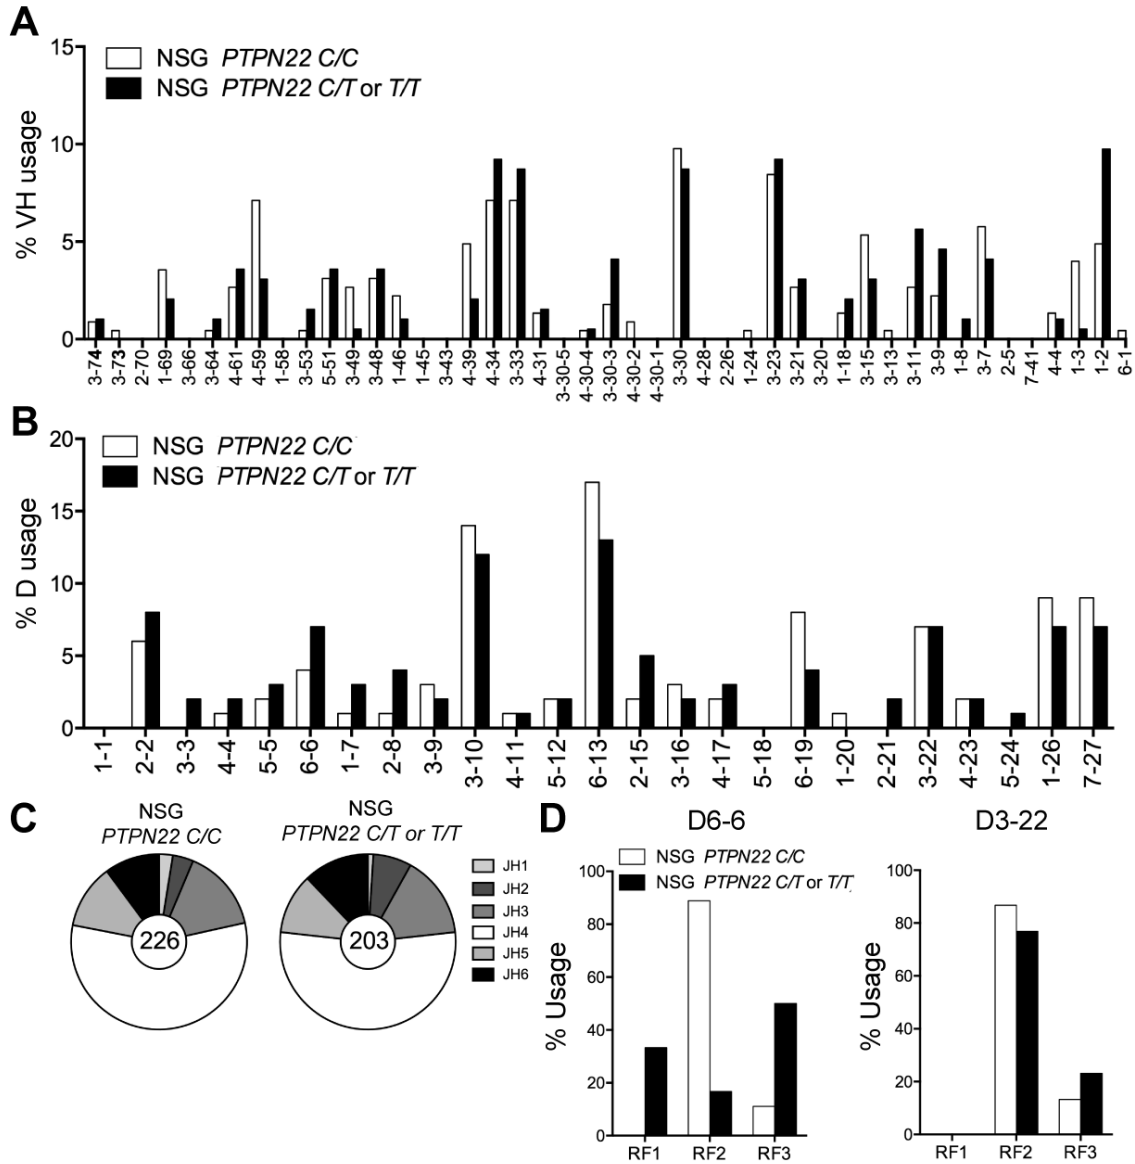 A
15
10
5
0
% VH usage
NSG PTPN22 C/C
NSG PTPN22 C/T or T/T
3-74 3-73 2-70 1-69 3-66 3-64 4-61 4-59 1-58 3-53 5-51 3-49 3-48 1-46 1-45 3-43 4-39 4-34 3-33 4-31 3-30-5 4-30-4 3-30-3 4-30-2 4-30-1 3-30 4-28 2-26 1-24 3-23 3-21 3-20 1-18 3-15 3-13 3-11 3-9 1-8 3-7 2-5 7-41 4-4 1-3 1-2 6-1
B
20
15
10
5
0
% D usage
NSG PTPN22 C/C
NSG PTPN22 C/T or T/T
1-1 2-2 3-3 4-4 5-5 6-6 1-7 2-8 3-9 3-10 4-11 5-12 6-13 2-15 3-16 4-17 5-18 6-19 1-20 2-21 3-22 4-23 5-24 1-26 7-27
C
NSG
PTPN22 C/C
226
NSG
PTPN22 C/T or T/T
203
JH1
JH2
JH3
JH4
JH5
JH6
D
D6-6
NSG PTPN22 C/C
NSG PTPN22 C/T or T/T
100
80
60
40
20
0
% Usage
RF1 RF2 RF3
D3-22
100
80
60
40
20
0
% Usage
RF1 RF2 RF3